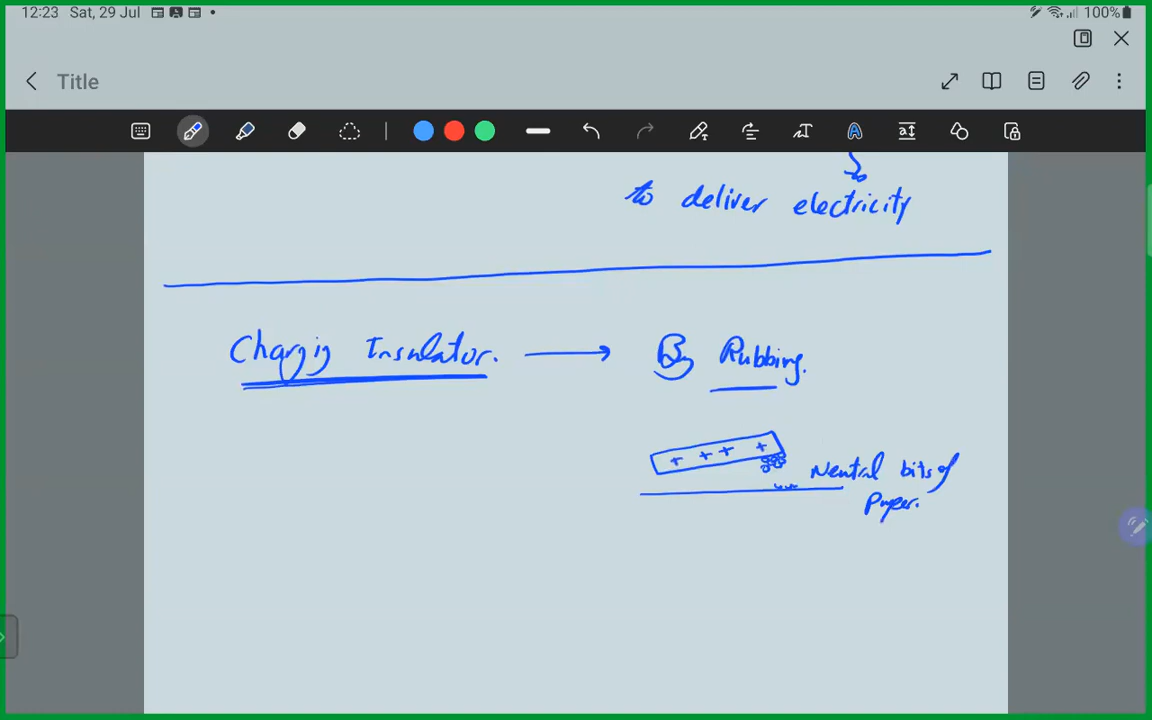 12:23 Sat, 29 Jul
100%
Title
to deliver electricity
Chargig Insulator. → By Rubbing.
+ + + +
Neutral bits of
Paper.